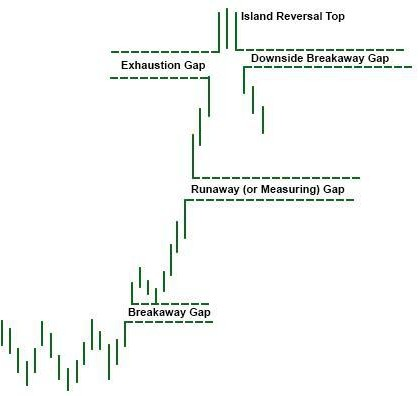 Island Reversal Top
Downside Breakaway Gap
Exhaustion Gap
Runaway (or Measuring) Gap
Breakaway Gap